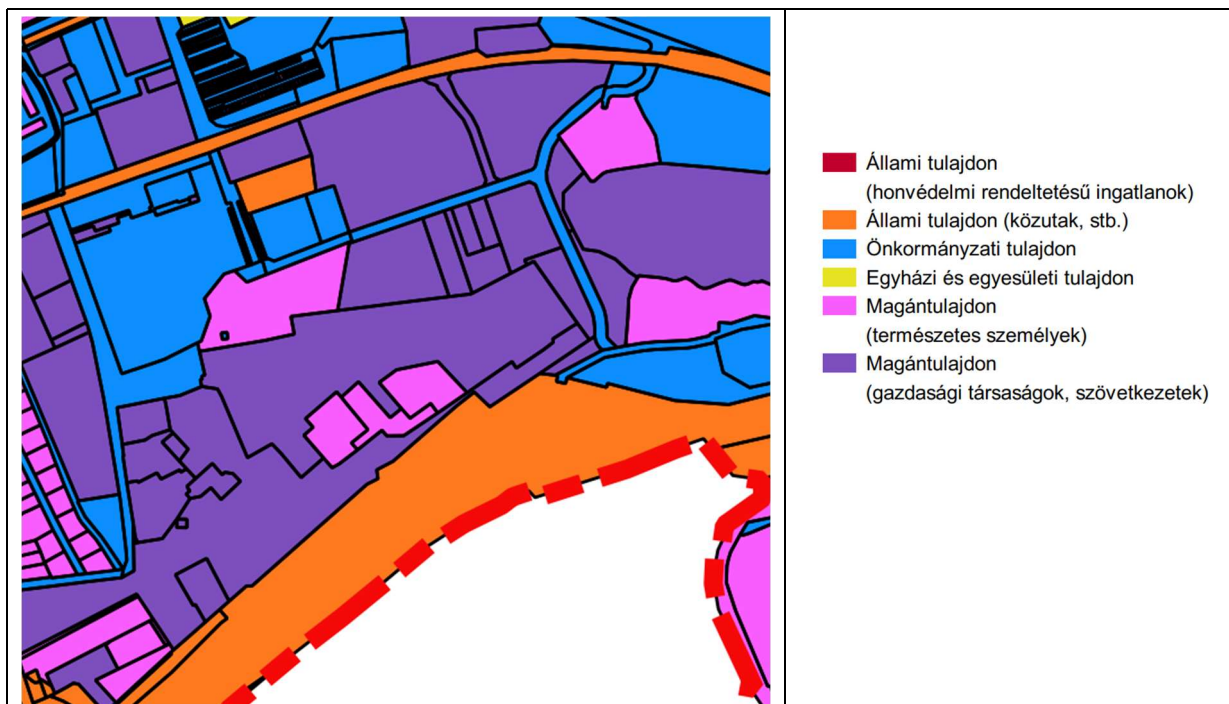 Állami tulajdon
(honvédelmi rendeltetésű ingatlanok)
Állami tulajdon (közutak, stb.)
Önkormányzati tulajdon
Egyházi és egyesületi tulajdon
Magántulajdon
(természetes személyek)
Magántulajdon
(gazdasági társaságok, szövetkezetek)